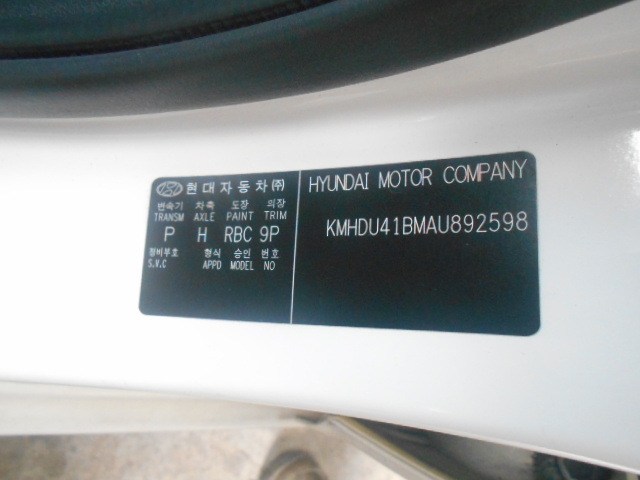 현대자동차㈜
변속기 차축 도장 의장
TRANSM AXLE PAINT TRIM
P H RBC 9P
정비부호 형식 승인 번호
S.V.C APPD MODEL NO
HYUNDAI MOTOR COMPANY
KMHDU41BMAU892598